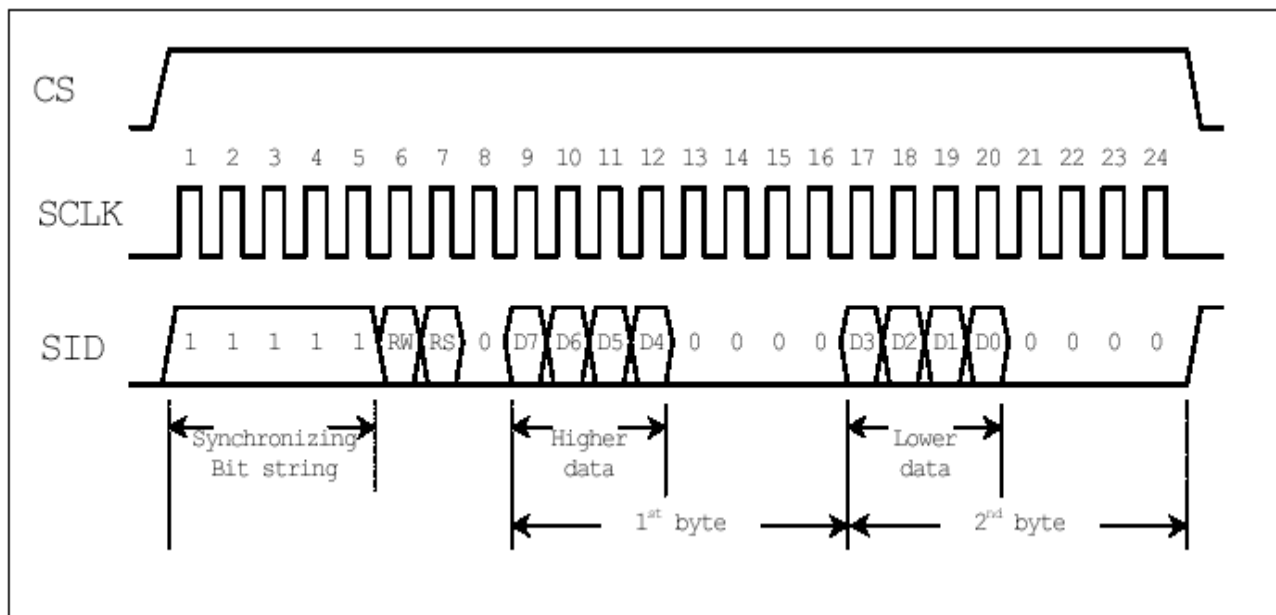 CS
1 2 3 4 5 6 7 8 9 10 11 12 13 14 15 16 17 18 19 20 21 22 23 24
SCLK
SID
1 1 1 1 1 RW RS 0 D7 D6 D5 D4 0 0 0 0 D3 D2 D1 D0 0 0 0 0
Synchronizing
Bit string
Higher
data
Lower
data
1st byte
2nd byte